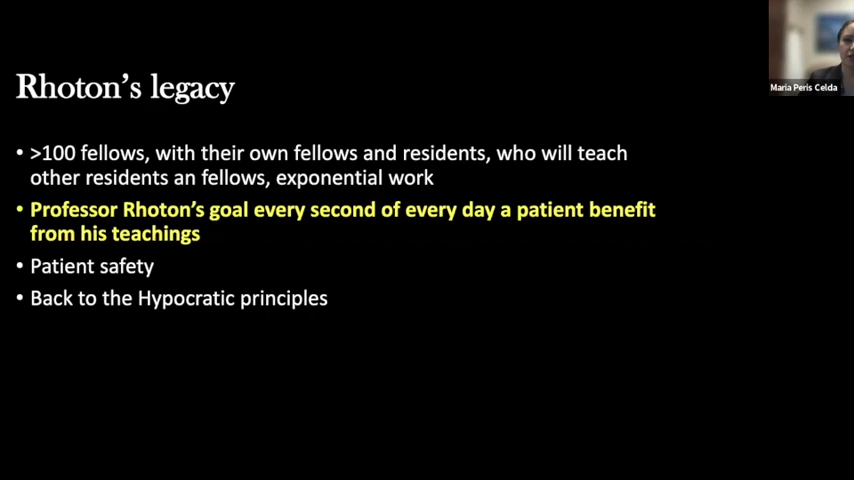 Rhoton's legacy
Maria Peris Celda
• >100 fellows, with their own fellows and residents, who will teach
other residents an fellows, exponential work
• Professor Rhoton's goal every second of every day a patient benefit
from his teachings
• Patient safety
• Back to the Hypocratic principles